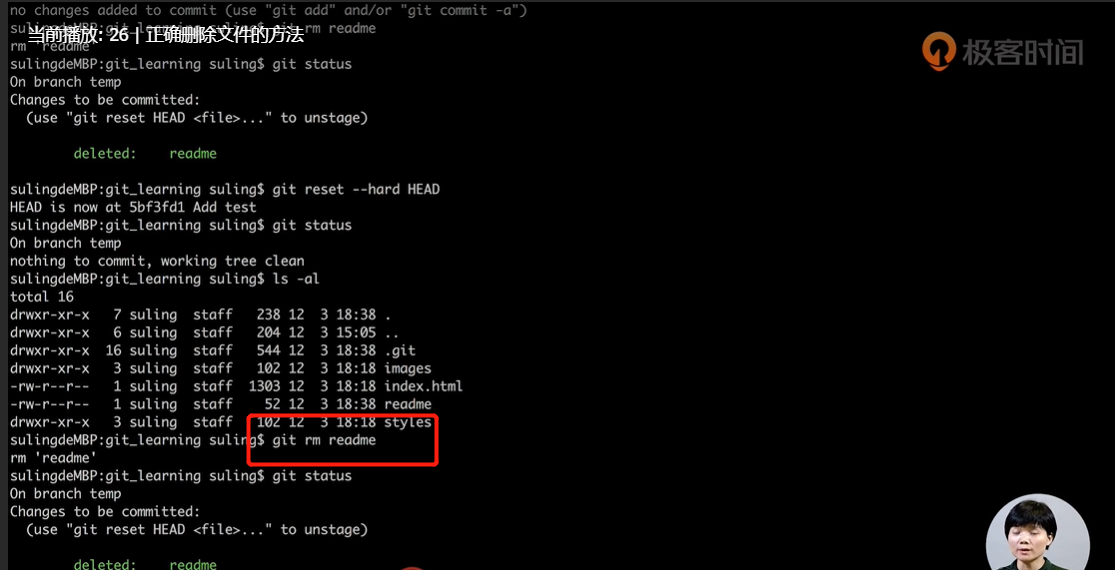 no changes added to commit (use "git add" and/or "git commit -a")
sulingdeMBP:git_learning suling$ git rm readme
当前播放: 26 | 正确删除文件的方法
rm 'readme'
极客时间
sulingdeMBP:git_learning suling$ git status
On branch temp
Changes to be committed:
  (use "git reset HEAD <file>..." to unstage)
        deleted:    readme
sulingdeMBP:git_learning suling$ git reset --hard HEAD
HEAD is now at 5bf3fd1 Add test
sulingdeMBP:git_learning suling$ git status
On branch temp
nothing to commit, working tree clean
sulingdeMBP:git_learning suling$ ls -al
total 16
drwxr-xr-x   7 suling  staff   238 12  3 18:38 .
drwxr-xr-x   6 suling  staff   204 12  3 15:05 ..
drwxr-xr-x  16 suling  staff   544 12  3 18:38 .git
drwxr-xr-x   3 suling  staff   102 12  3 18:18 images
-rw-r--r--   1 suling  staff  1303 12  3 18:18 index.html
-rw-r--r--   1 suling  staff    52 12  3 18:38 readme
drwxr-xr-x   3 suling  staff   102 12  3 18:18 styles
sulingdeMBP:git_learning suling$ git rm readme
rm 'readme'
sulingdeMBP:git_learning suling$ git status
On branch temp
Changes to be committed:
  (use "git reset HEAD <file>..." to unstage)
        deleted:    readme